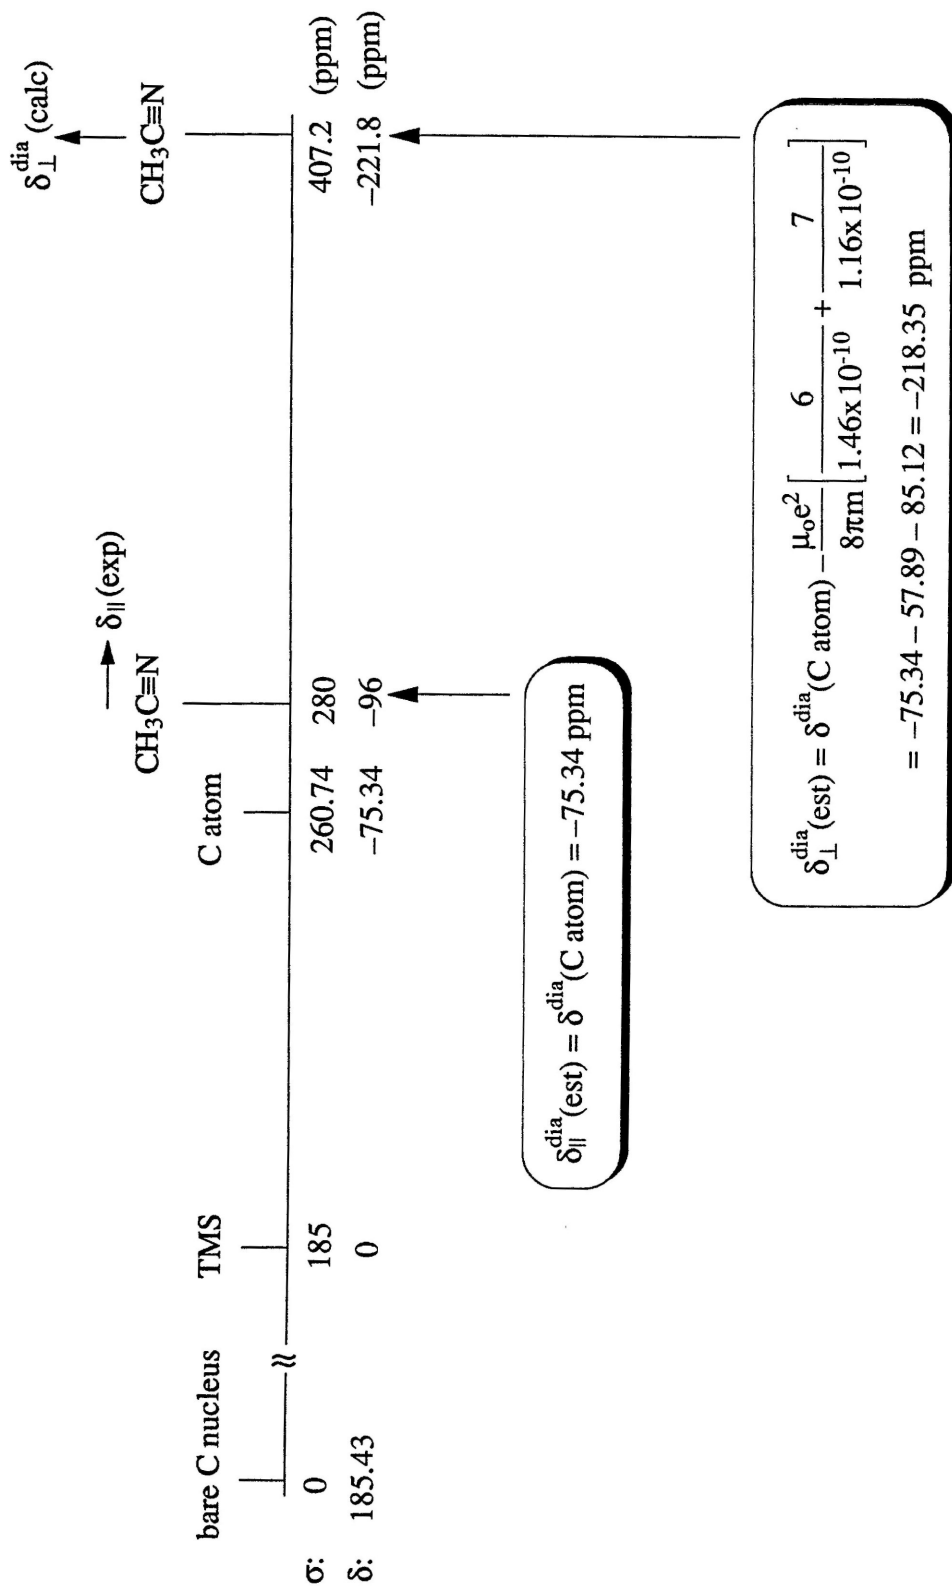 δ⊥^dia (calc)
→ δ∥ (exp)
CH₃C≡N
CH₃C≡N
bare C nucleus
TMS
C atom
σ: 0 185 260.74 280 407.2 (ppm)
δ: 185.43 0 −75.34 −96 −221.8 (ppm)
δ∥^dia (est) = δ^dia (C atom) = −75.34 ppm
δ⊥^dia (est) = δ^dia (C atom) − μ₀e²/8πm [6/1.46x10⁻¹⁰ + 7/1.16x10⁻¹⁰]
= −75.34 − 57.89 − 85.12 = −218.35 ppm